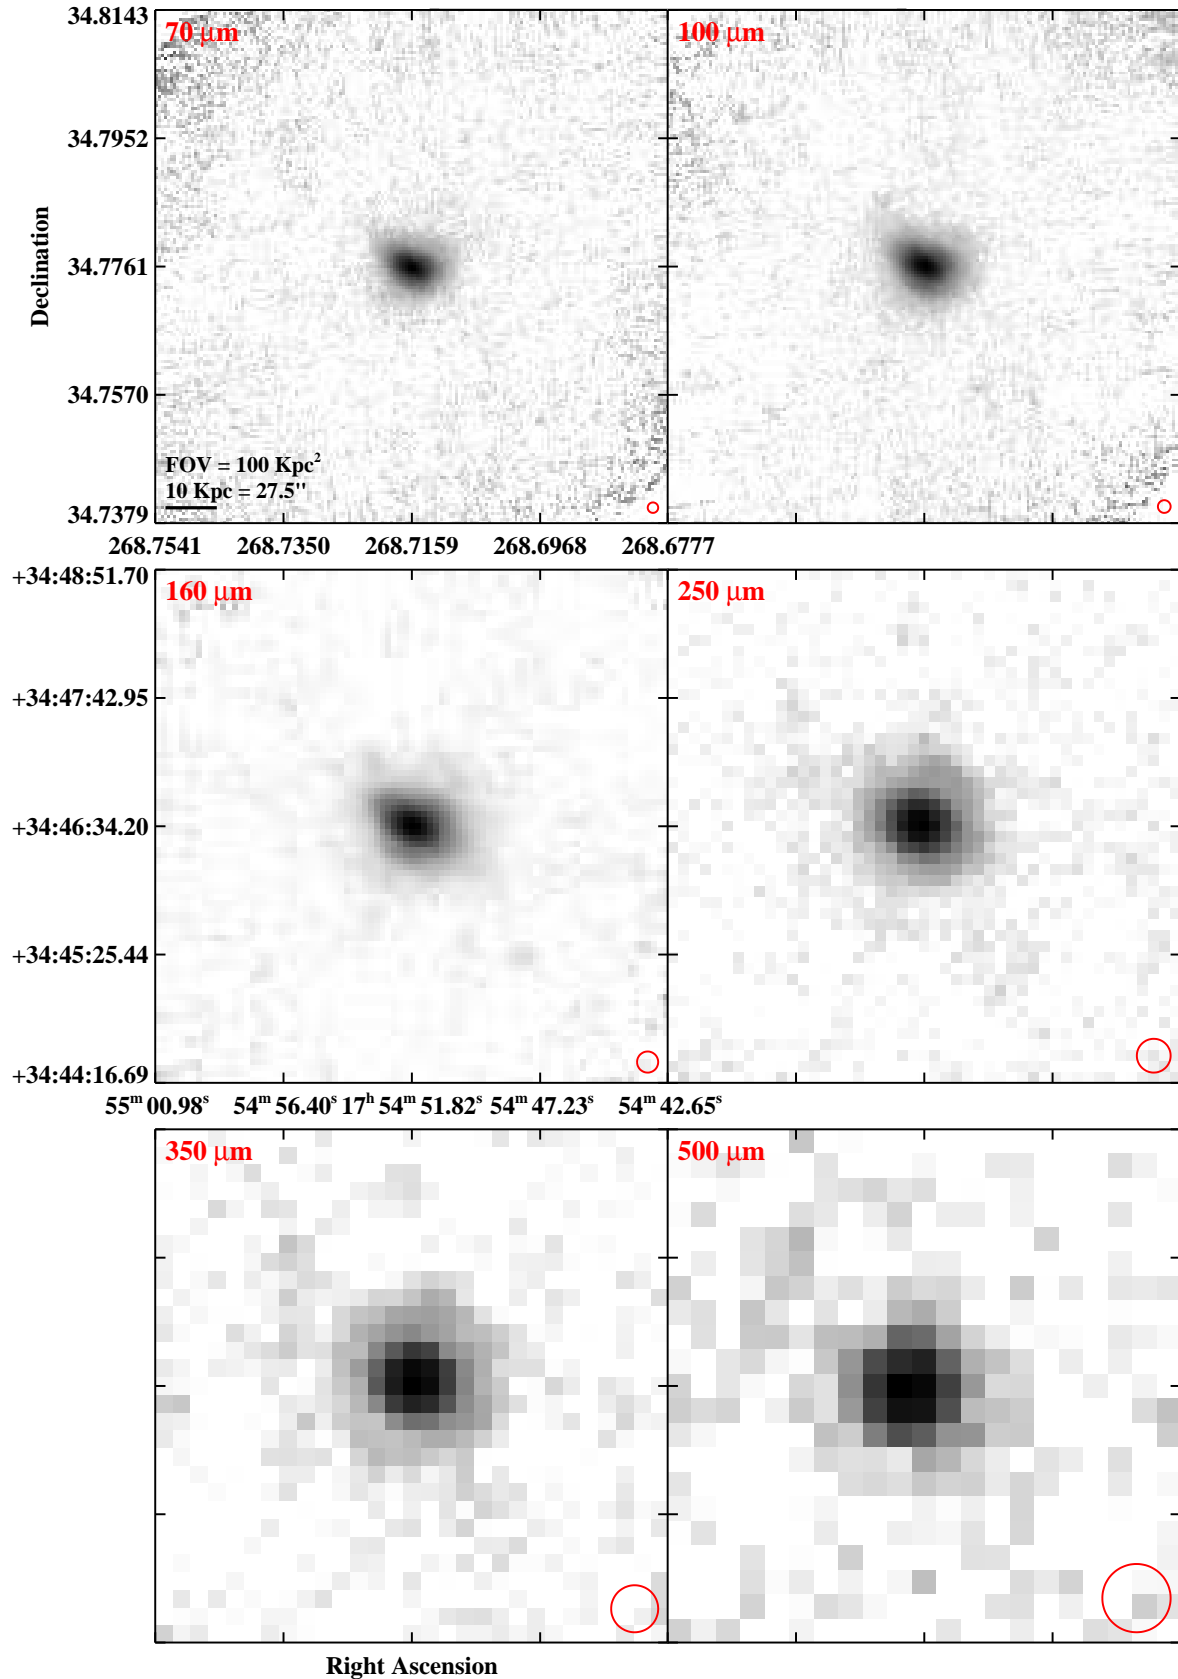 34.8143
70 μm
100 μm
34.7952
Declination
34.7761
34.7570
FOV = 100 Kpc²
10 Kpc = 27.5"
34.7379
268.7541 268.7350 268.7159 268.6968 268.6777
+34:48:51.70
160 μm
250 μm
+34:47:42.95
+34:46:34.20
+34:45:25.44
+34:44:16.69
55ᵐ 00.98ˢ 54ᵐ 56.40ˢ 17ʰ 54ᵐ 51.82ˢ 54ᵐ 47.23ˢ 54ᵐ 42.65ˢ
350 μm
500 μm
Right Ascension